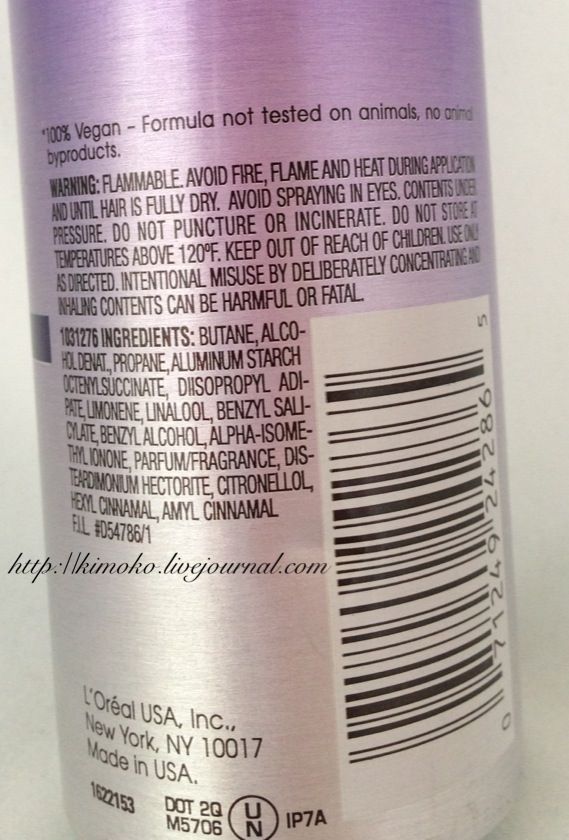 *100% Vegan - Formula not tested on animals, no animal
byproducts.
WARNING: FLAMMABLE. AVOID FIRE, FLAME AND HEAT DURING APPLICATION
AND UNTIL HAIR IS FULLY DRY. AVOID SPRAYING IN EYES. CONTENTS UNDER
PRESSURE. DO NOT PUNCTURE OR INCINERATE. DO NOT STORE AT
TEMPERATURES ABOVE 120ºF. KEEP OUT OF REACH OF CHILDREN. USE ONLY
AS DIRECTED. INTENTIONAL MISUSE BY DELIBERATELY CONCENTRATING AND
INHALING CONTENTS CAN BE HARMFUL OR FATAL.
1031276 INGREDIENTS: BUTANE, ALCO-
HOL DENAT., PROPANE, ALUMINUM STARCH
OCTENYLSUCCINATE, DIISOPROPYL ADI-
PATE, LIMONENE, LINALOOL, BENZYL SALI-
CYLATE, BENZYL ALCOHOL, ALPHA-ISOME-
THYL IONONE, PARFUM/FRAGRANCE, DIS-
TEARDIMONIUM HECTORITE, CITRONELLOL,
HEXYL CINNAMAL, AMYL CINNAMAL
F.I.L. #D54786/1
0 71249 24286 5
http://kimoko.livejournal.com
L'Oréal USA, Inc.,
New York, NY 10017
Made in USA.
1622153
DOT 2Q
M5706
UN
IP7A